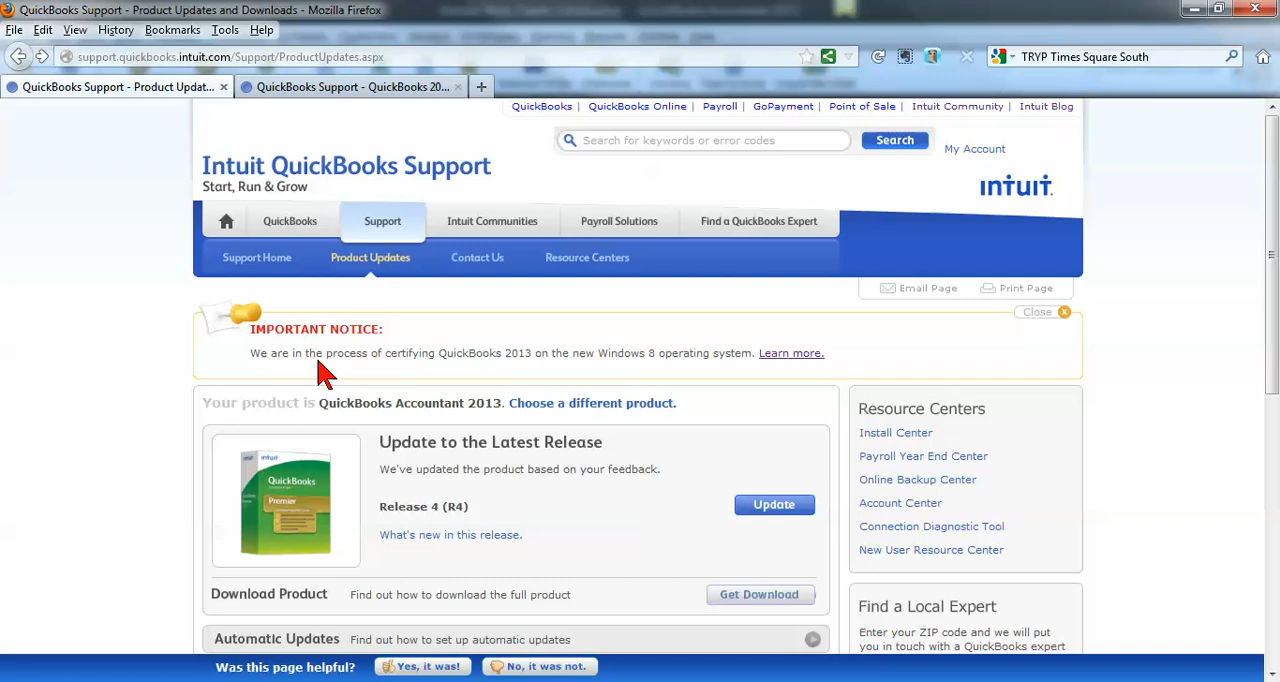 QuickBooks Support - Product Updates and Downloads - Mozilla Firefox
File Edit View History Bookmarks Tools Help
support.quickbooks.intuit.com/Support/ProductUpdates.aspx
TRYP Times Square South
QuickBooks Support - Product Updat... ×
QuickBooks Support - QuickBooks 20... ×
+
QuickBooks | QuickBooks Online | Payroll | GoPayment | Point of Sale | Intuit Community | Intuit Blog
Search for keywords or error codes
Search
My Account
Intuit QuickBooks Support
Start, Run & Grow
intuit.
QuickBooks
Support
Intuit Communities
Payroll Solutions
Find a QuickBooks Expert
Support Home
Product Updates
Contact Us
Resource Centers
Email Page
Print Page
Close
IMPORTANT NOTICE:
We are in the process of certifying QuickBooks 2013 on the new Windows 8 operating system. Learn more.
Your product is QuickBooks Accountant 2013. Choose a different product.
intuit
QuickBooks
Premier
Update to the Latest Release
We've updated the product based on your feedback.
Release 4 (R4)
Update
What's new in this release.
Download Product
Find out how to download the full product
Get Download
Automatic Updates
Find out how to set up automatic updates
Resource Centers
Install Center
Payroll Year End Center
Online Backup Center
Account Center
Connection Diagnostic Tool
New User Resource Center
Find a Local Expert
Enter your ZIP code and we will put
you in touch with a QuickBooks expert
Was this page helpful?
Yes, it was!
No, it was not.